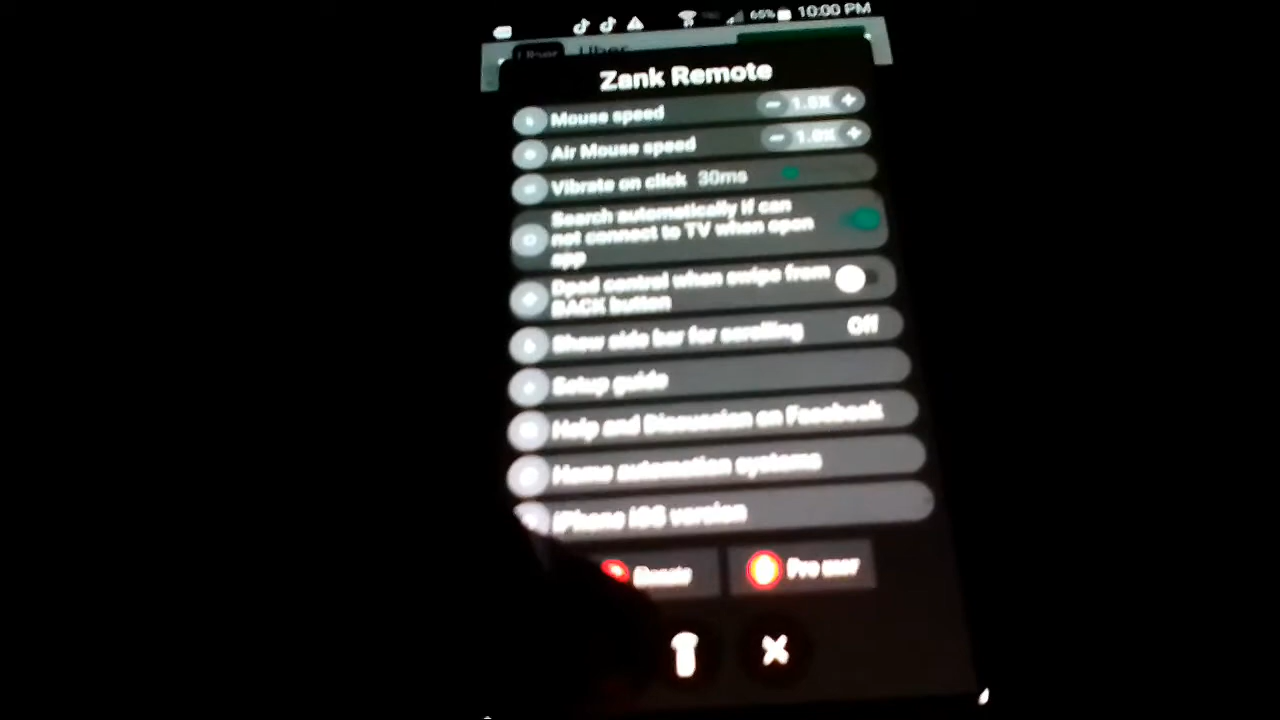 65% 10:00 PM
Uber
Zank Remote
Mouse speed - 1.0X +
Air Mouse speed - 1.0X +
Vibrate on click 30ms
Search automatically if can
not connect to TV when open
app
Dpad control when swipe from
BACK button
Show side bar for scrolling Off
Setup guide
Help and Discussion on Facebook
Home automation systems
iPhone iOS version
Donate Pro user